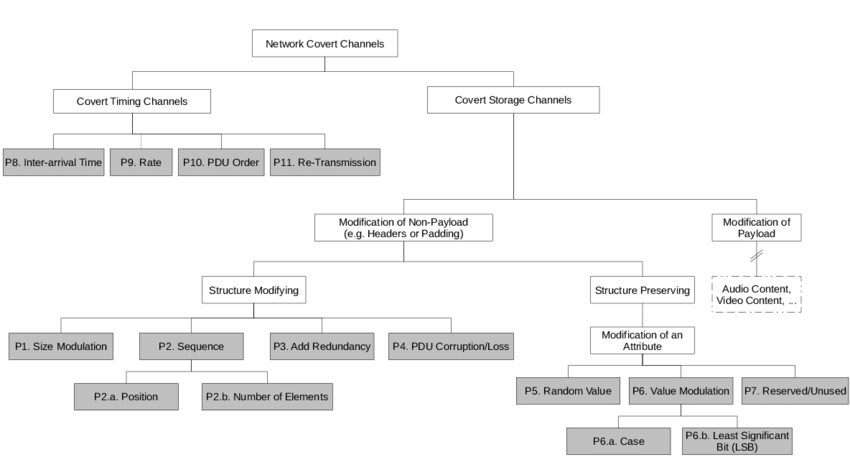 Network Covert Channels
Covert Timing Channels
Covert Storage Channels
P8. Inter-arrival Time
P9. Rate
P10. PDU Order
P11. Re-Transmission
Modification of Non-Payload
(e.g. Headers or Padding)
Modification of
Payload
Structure Modifying
Structure Preserving
Audio Content,
Video Content, ...
Modification of an
Attribute
P1. Size Modulation
P2. Sequence
P3. Add Redundancy
P4. PDU Corruption/Loss
P5. Random Value
P6. Value Modulation
P7. Reserved/Unused
P2.a. Position
P2.b. Number of Elements
P6.a. Case
P6.b. Least Significant
Bit (LSB)